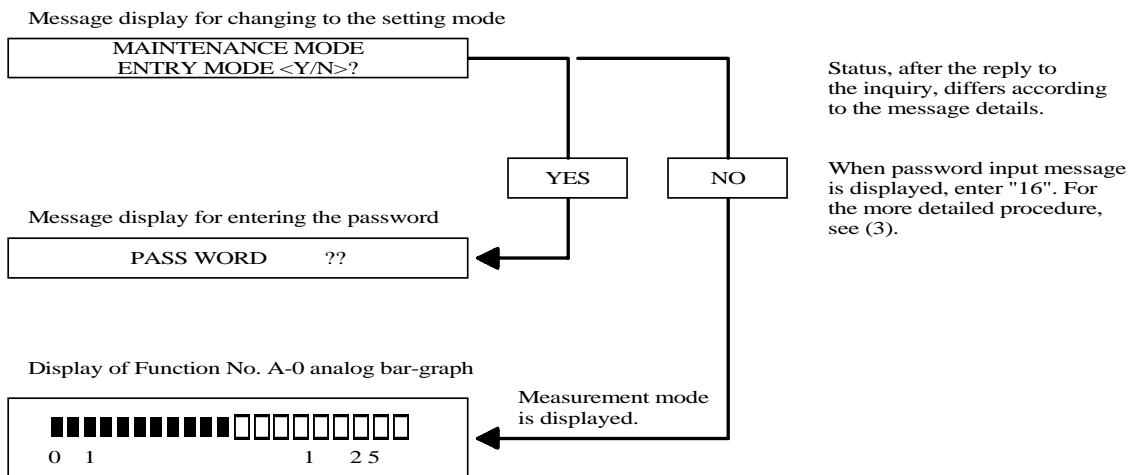 Message display for changing to the setting mode
MAINTENANCE MODE
ENTRY MODE <Y/N>?
Status, after the reply to
the inquiry, differs according
to the message details.
YES
NO
When password input message
is displayed, enter "16". For
the more detailed procedure,
see (3).
Message display for entering the password
PASS WORD ??
Display of Function No. A-0 analog bar-graph
Measurement mode
is displayed.
0 1 1 2 5